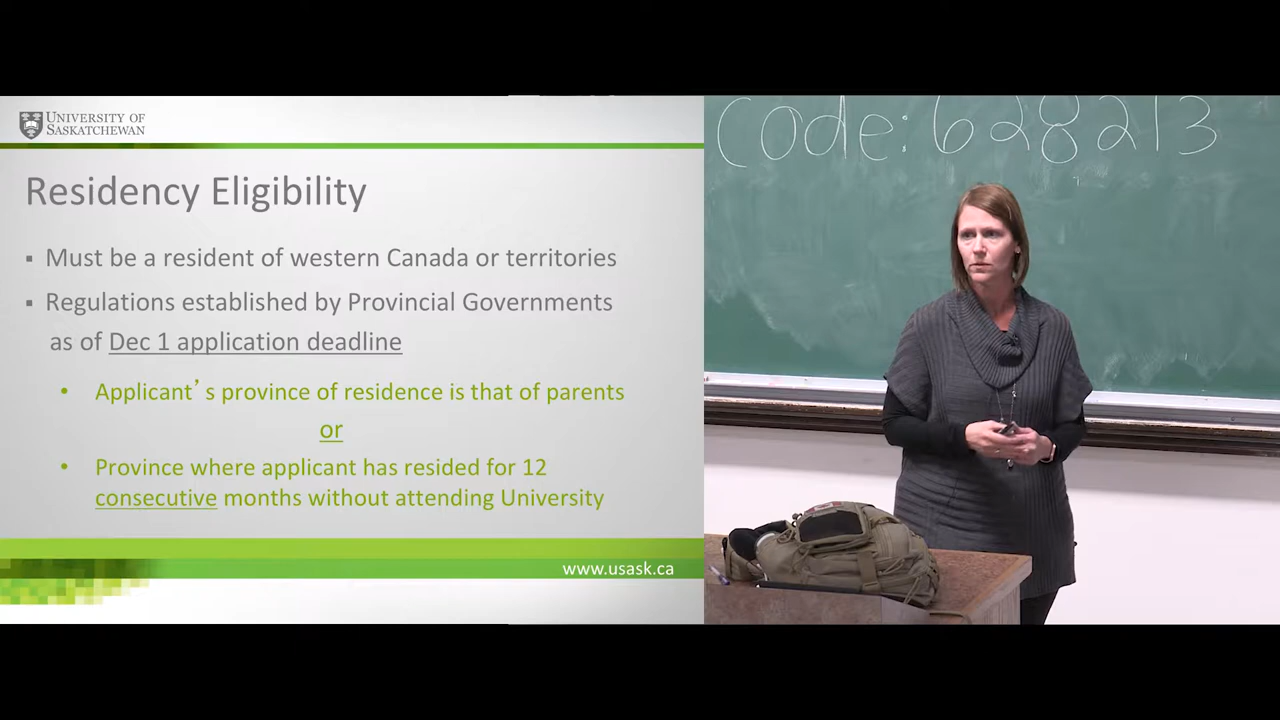 UNIVERSITY OF
SASKATCHEWAN
Residency Eligibility
▪ Must be a resident of western Canada or territories
▪ Regulations established by Provincial Governments
as of Dec 1 application deadline
• Applicant's province of residence is that of parents
or
• Province where applicant has resided for 12
consecutive months without attending University
www.usask.ca
Code: 628213